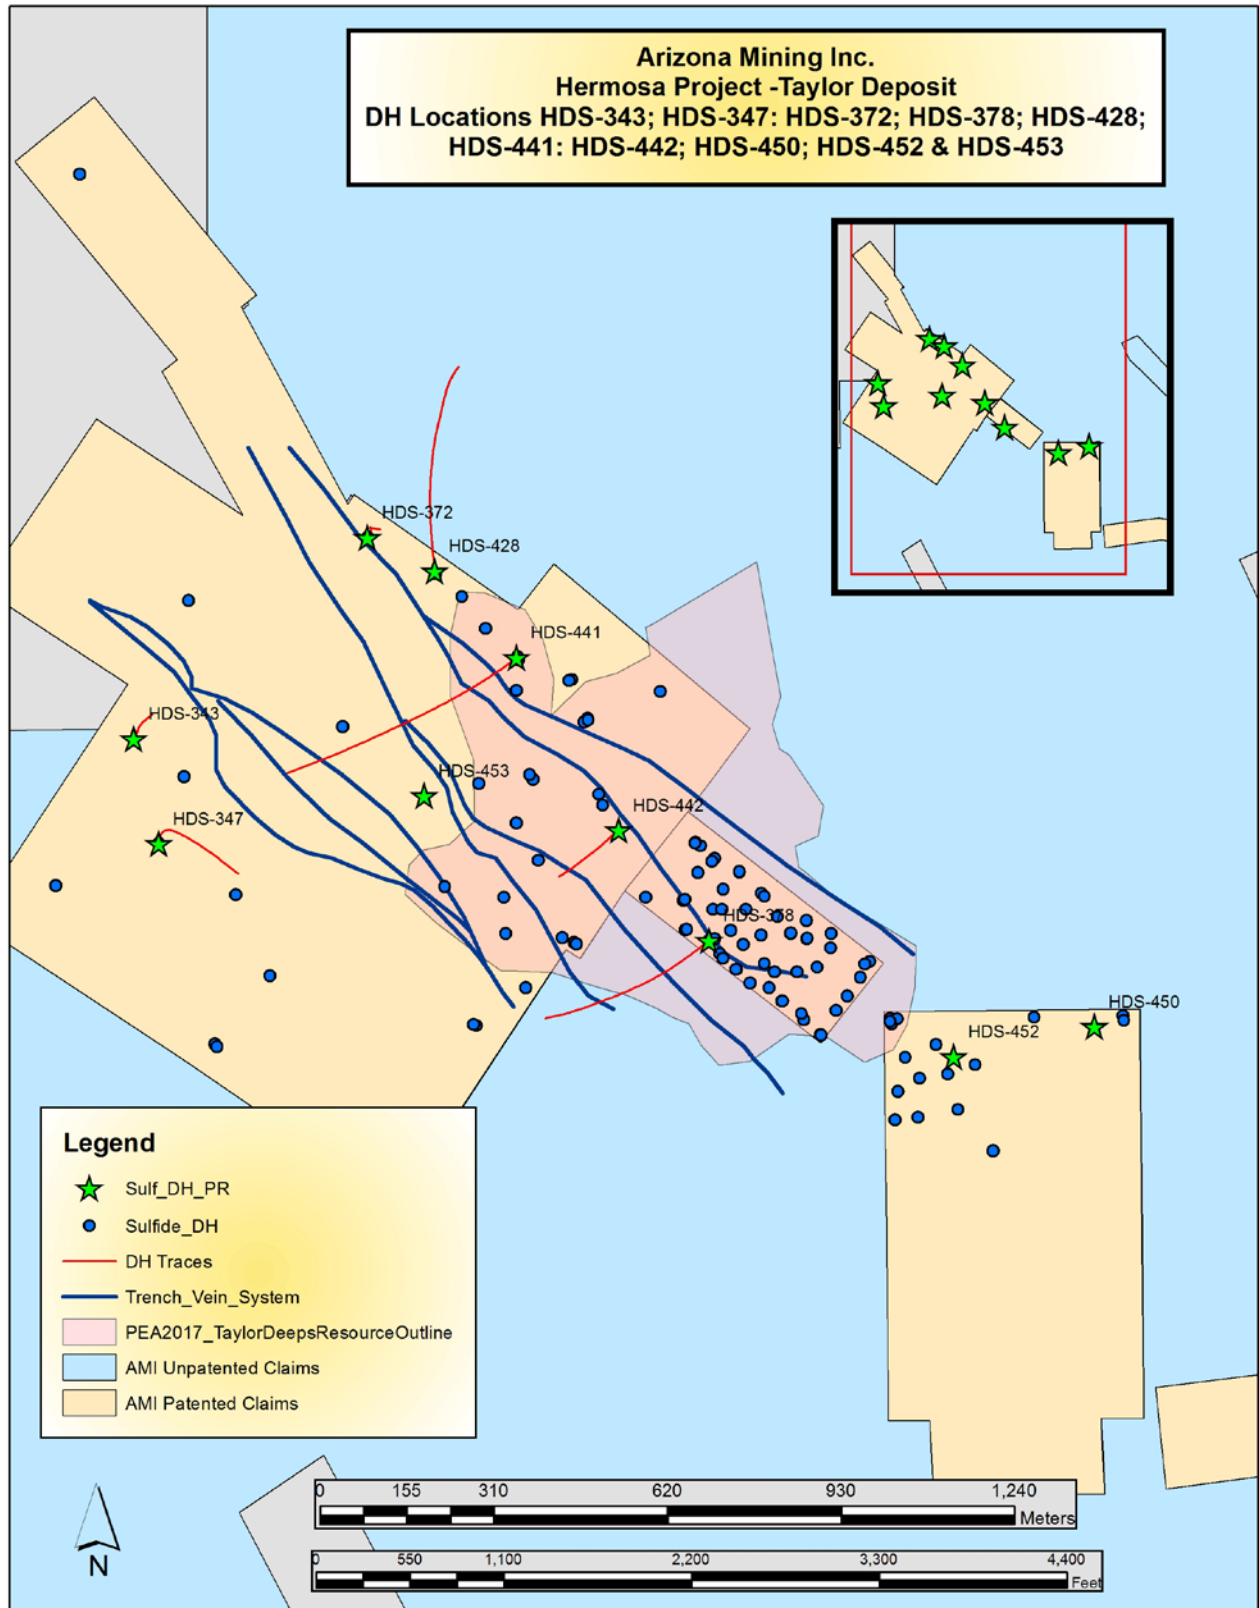 Arizona Mining Inc.
Hermosa Project -Taylor Deposit
DH Locations HDS-343; HDS-347: HDS-372; HDS-378; HDS-428;
HDS-441: HDS-442; HDS-450; HDS-452 & HDS-453
HDS-372
HDS-428
HDS-441
HDS-343
HDS-453
HDS-442
HDS-347
HDS-378
HDS-450
HDS-452
Legend
Sulf_DH_PR
Sulfide_DH
DH Traces
Trench_Vein_System
PEA2017_TaylorDeepsResourceOutline
AMI Unpatented Claims
AMI Patented Claims
N
0 155 310 620 930 1,240
Meters
0 550 1,100 2,200 3,300 4,400
Feet